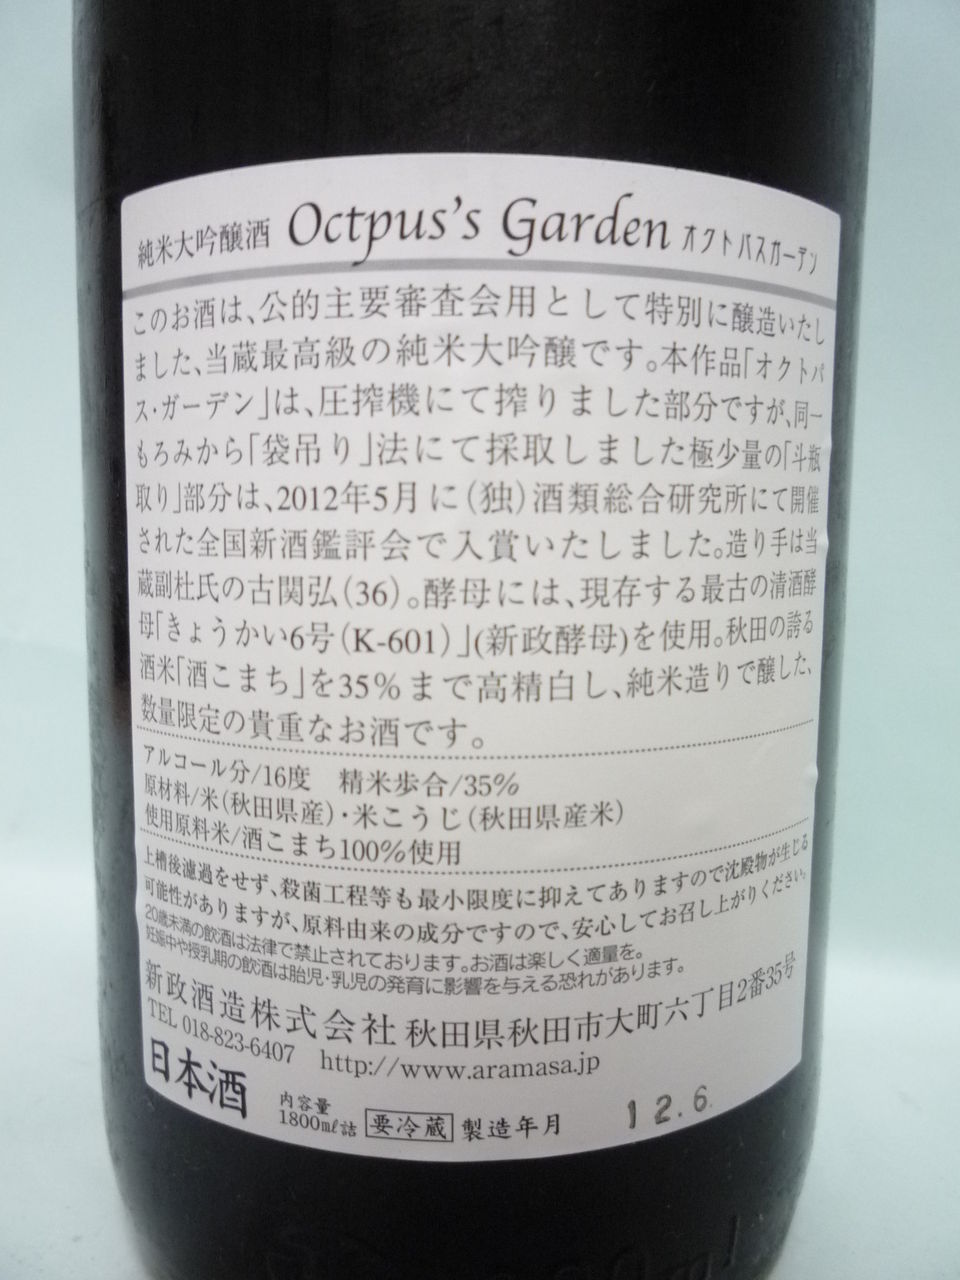 純米大吟醸酒 Octpus's Garden オクトパスガーデン
このお酒は、公的主要審査会用として特別に醸造いたし
ました、当蔵最高級の純米大吟醸です。本作品「オクトパ
ス・ガーデン」は、圧搾機にて搾りました部分ですが、同一
もろみから「袋吊り」法にて採取しました極少量の「斗瓶
取り」部分は、2012年5月に(独)酒類総合研究所にて開催
された全国新酒鑑評会で入賞いたしました。造り手は当
蔵副杜氏の古関弘(36)。酵母には、現存する最古の清酒酵
母「きょうかい6号(K-601)」(新政酵母)を使用。秋田の誇る
酒米「酒こまち」を35%まで高精白し、純米造りで醸した、
数量限定の貴重なお酒です。
アルコール分/16度 精米歩合/35%
原材料/米(秋田県産)・米こうじ(秋田県産米)
使用原料米/酒こまち100%使用
上槽後濾過をせず、殺菌工程等も最小限度に抑えてありますので沈殿物が生じる
可能性がありますが、原料由来の成分ですので、安心してお召し上がりください。
20歳未満の飲酒は法律で禁止されております。お酒は楽しく適量を。
妊娠中や授乳期の飲酒は胎児・乳児の発育に影響を与える恐れがあります。
新政酒造株式会社 秋田県秋田市大町六丁目2番35号
TEL 018-823-6407 http://www.aramasa.jp
日本酒 内容量 1800mℓ詰 要冷蔵 製造年月 12.6.